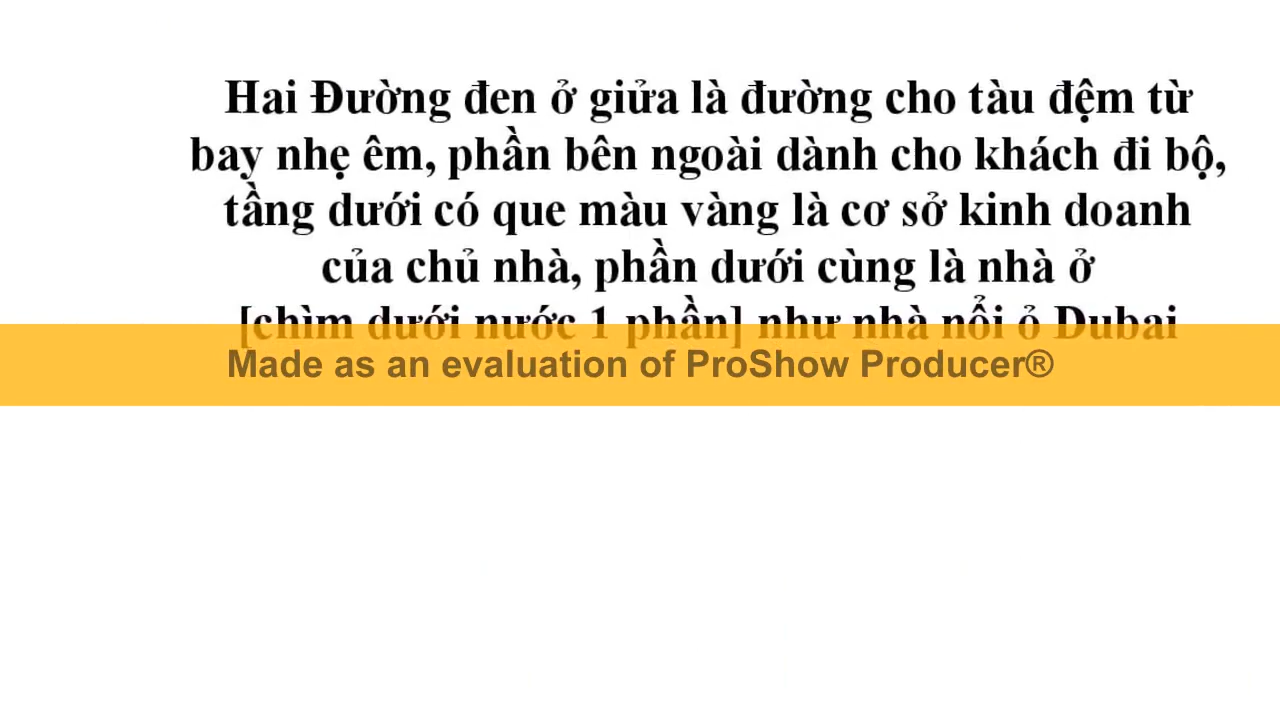 Hai Đường đen ở giửa là đường cho tàu đệm từ
bay nhẹ êm, phần bên ngoài dành cho khách đi bộ,
tầng dưới có que màu vàng là cơ sở kinh doanh
của chủ nhà, phần dưới cùng là nhà ở
[chìm dưới nước 1 phần] như nhà nổi ỏ Dubai
Made as an evaluation of ProShow Producer®